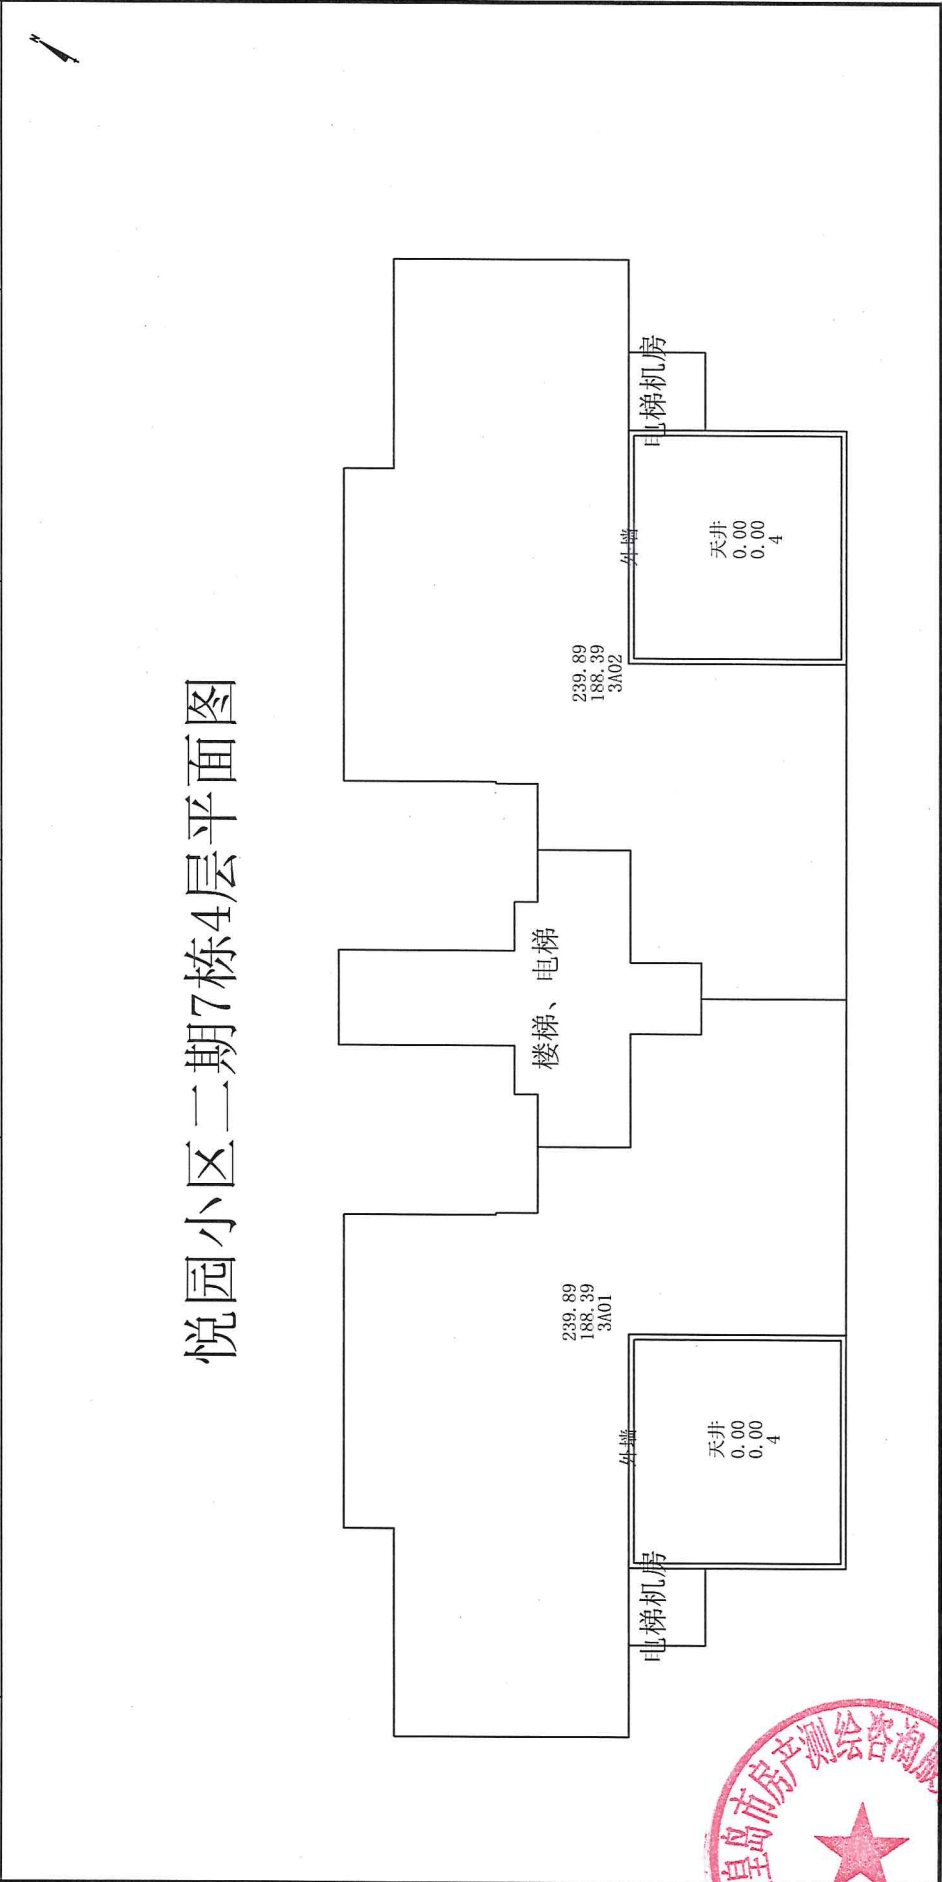 N
悦园小区二期7栋4层平面图
239.89
188.39
3A01
239.89
188.39
3A02
楼梯、电梯
外墙
外墙
电梯机房
电梯机房
天井
0.00
0.00
4
天井
0.00
0.00
4
皇岛市房产测绘咨询服